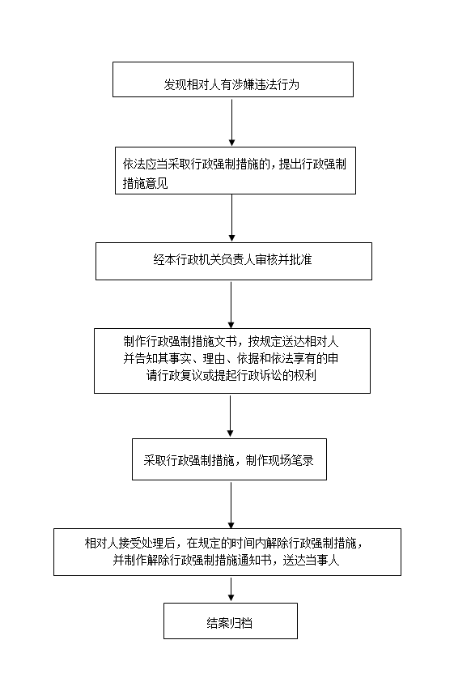 发现相对人有涉嫌违法行为
依法应当采取行政强制措施的，提出行政强制
措施意见
经本行政机关负责人审核并批准
制作行政强制措施文书，按规定送达相对人
并告知其事实、理由、依据和依法享有的申
请行政复议或提起行政诉讼的权利
采取行政强制措施，制作现场笔录
相对人接受处理后，在规定的时间内解除行政强制措施，
并制作解除行政强制措施通知书，送达当事人
结案归档